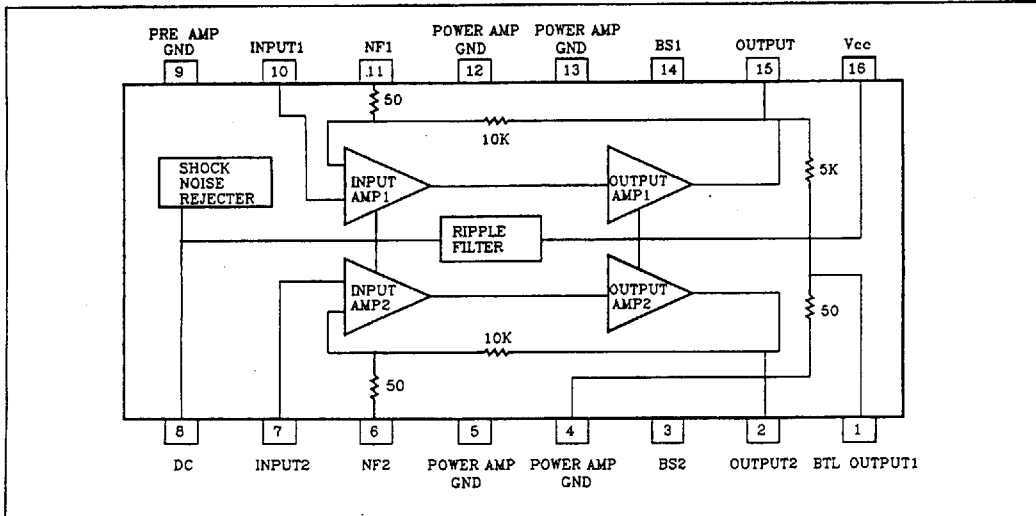 PRE AMP
GND
INPUT1
NF1
POWER AMP
GND
POWER AMP
GND
BS1
OUTPUT
Vcc
9
10
11
12
13
14
15
16
50
10K
5K
SHOCK
NOISE
REJECTER
INPUT
AMP1
OUTPUT
AMP1
RIPPLE
FILTER
INPUT
AMP2
OUTPUT
AMP2
50
10K
50
8
7
6
5
4
3
2
1
DC
INPUT2
NF2
POWER AMP
GND
POWER AMP
GND
BS2
OUTPUT2
BTL OUTPUT1